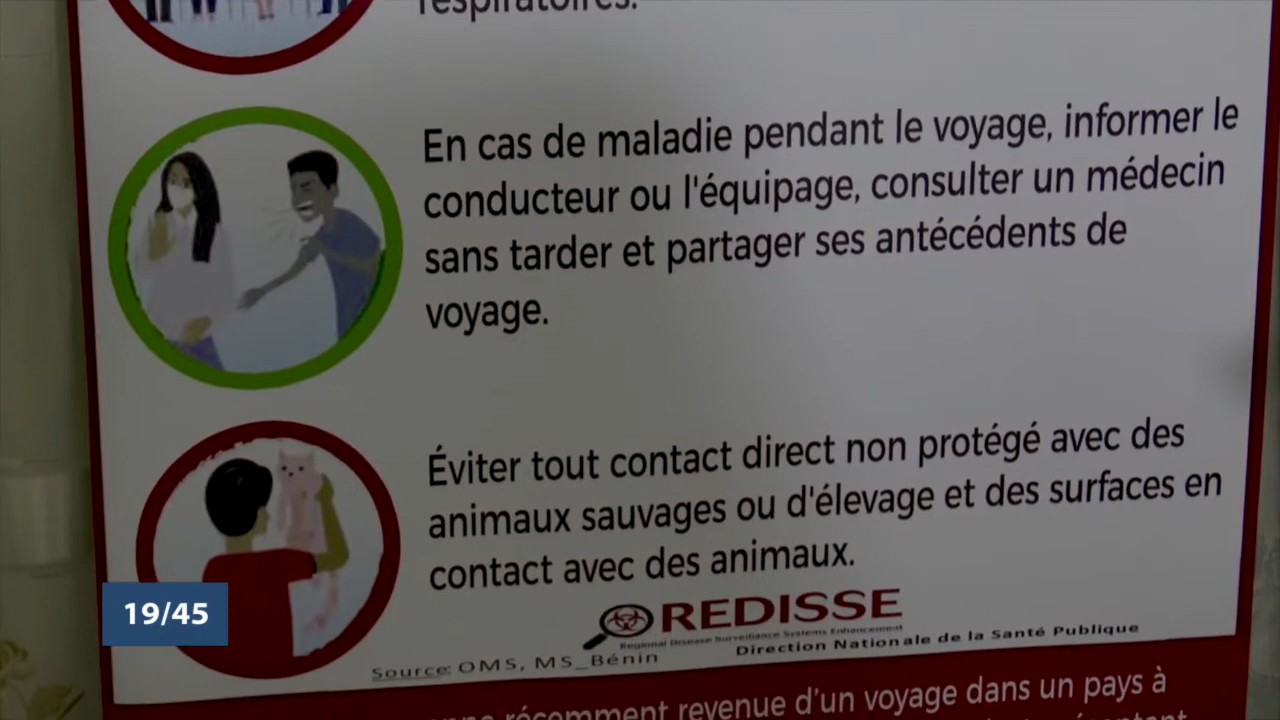 respiratoires.
En cas de maladie pendant le voyage, informer le
conducteur ou l'équipage, consulter un médecin
sans tarder et partager ses antécédents de
voyage.
Éviter tout contact direct non protégé avec des
animaux sauvages ou d'élevage et des surfaces en
contact avec des animaux.
19/45
REDISSE
Regional Disease Surveillance Systems Enhancement
Direction Nationale de la Santé Publique
Source: OMS, MS_Bénin
récemment revenue d'un voyage dans un pays à